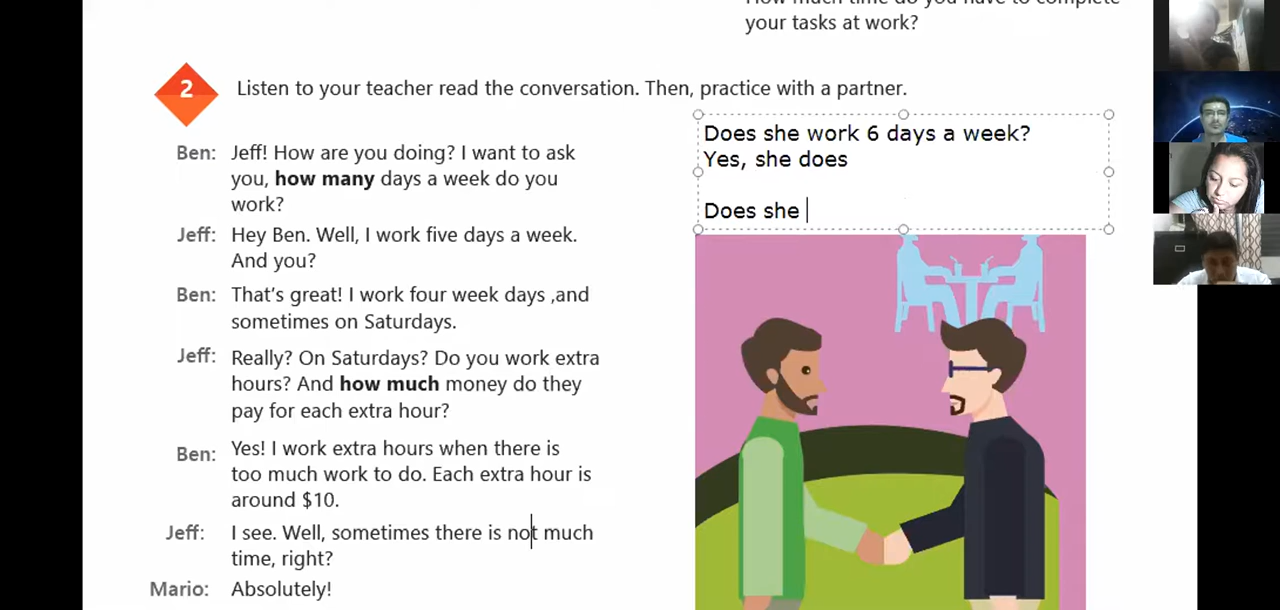 How much time do you have to complete
your tasks at work?
2
Listen to your teacher read the conversation. Then, practice with a partner.
Does she work 6 days a week?
Yes, she does
Does she
Ben: Jeff! How are you doing? I want to ask
you, how many days a week do you
work?
Jeff: Hey Ben. Well, I work five days a week.
And you?
Ben: That's great! I work four week days ,and
sometimes on Saturdays.
Jeff: Really? On Saturdays? Do you work extra
hours? And how much money do they
pay for each extra hour?
Ben: Yes! I work extra hours when there is
too much work to do. Each extra hour is
around $10.
Jeff: I see. Well, sometimes there is not much
time, right?
Mario: Absolutely!